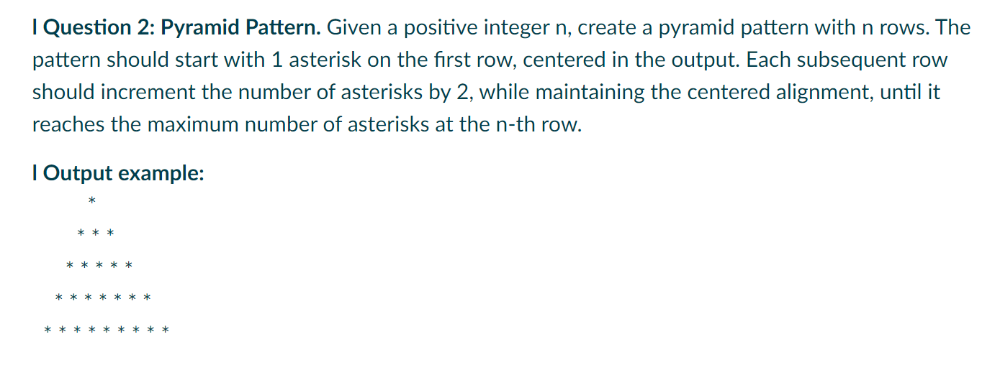 I Question 2: Pyramid Pattern. Given a positive integer n, create a pyramid pattern with n rows. The
pattern should start with 1 asterisk on the first row, centered in the output. Each subsequent row
should increment the number of asterisks by 2, while maintaining the centered alignment, until it
reaches the maximum number of asterisks at the n-th row.
I Output example:
*
* * *
* * * * *
* * * * * * *
* * * * * * * * *